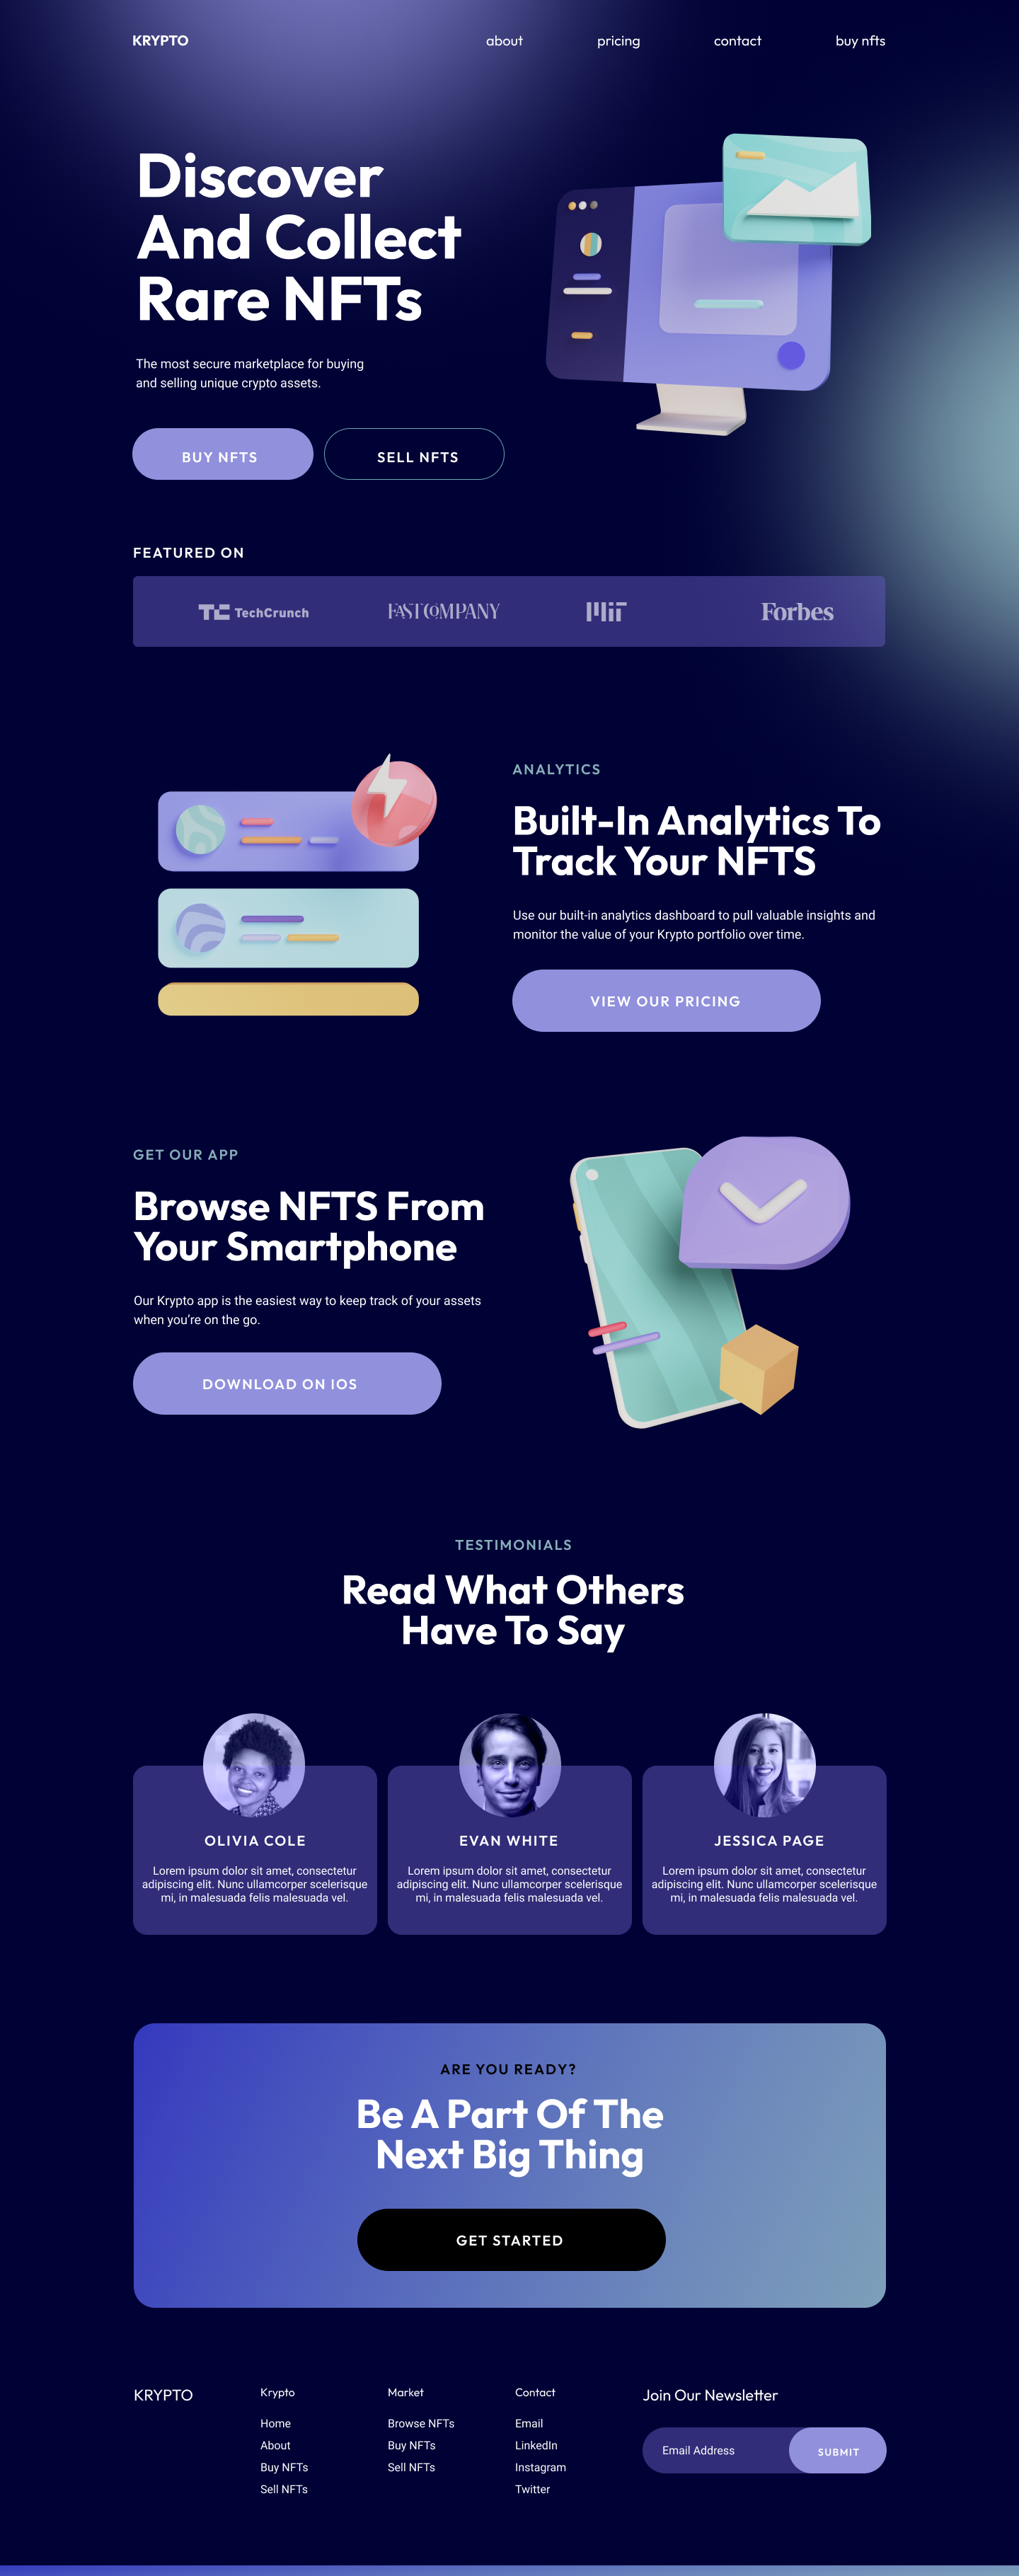 KRYPTO
about
pricing
contact
buy nfts
Discover
And Collect
Rare NFTs
The most secure marketplace for buying
and selling unique crypto assets.
BUY NFTS
SELL NFTS
FEATURED ON
TechCrunch
FAST COMPANY
MIT
Forbes
ANALYTICS
Built-In Analytics To
Track Your NFTS
Use our built-in analytics dashboard to pull valuable insights and
monitor the value of your Krypto portfolio over time.
VIEW OUR PRICING
GET OUR APP
Browse NFTS From
Your Smartphone
Our Krypto app is the easiest way to keep track of your assets
when you're on the go.
DOWNLOAD ON IOS
TESTIMONIALS
Read What Others
Have To Say
OLIVIA COLE
Lorem ipsum dolor sit amet, consectetur
adipiscing elit. Nunc ullamcorper scelerisque
mi, in malesuada felis malesuada vel.
EVAN WHITE
Lorem ipsum dolor sit amet, consectetur
adipiscing elit. Nunc ullamcorper scelerisque
mi, in malesuada felis malesuada vel.
JESSICA PAGE
Lorem ipsum dolor sit amet, consectetur
adipiscing elit. Nunc ullamcorper scelerisque
mi, in malesuada felis malesuada vel.
ARE YOU READY?
Be A Part Of The
Next Big Thing
GET STARTED
KRYPTO
Krypto
Home
About
Buy NFTs
Sell NFTs
Market
Browse NFTs
Buy NFTs
Sell NFTs
Contact
Email
LinkedIn
Instagram
Twitter
Join Our Newsletter
Email Address
SUBMIT